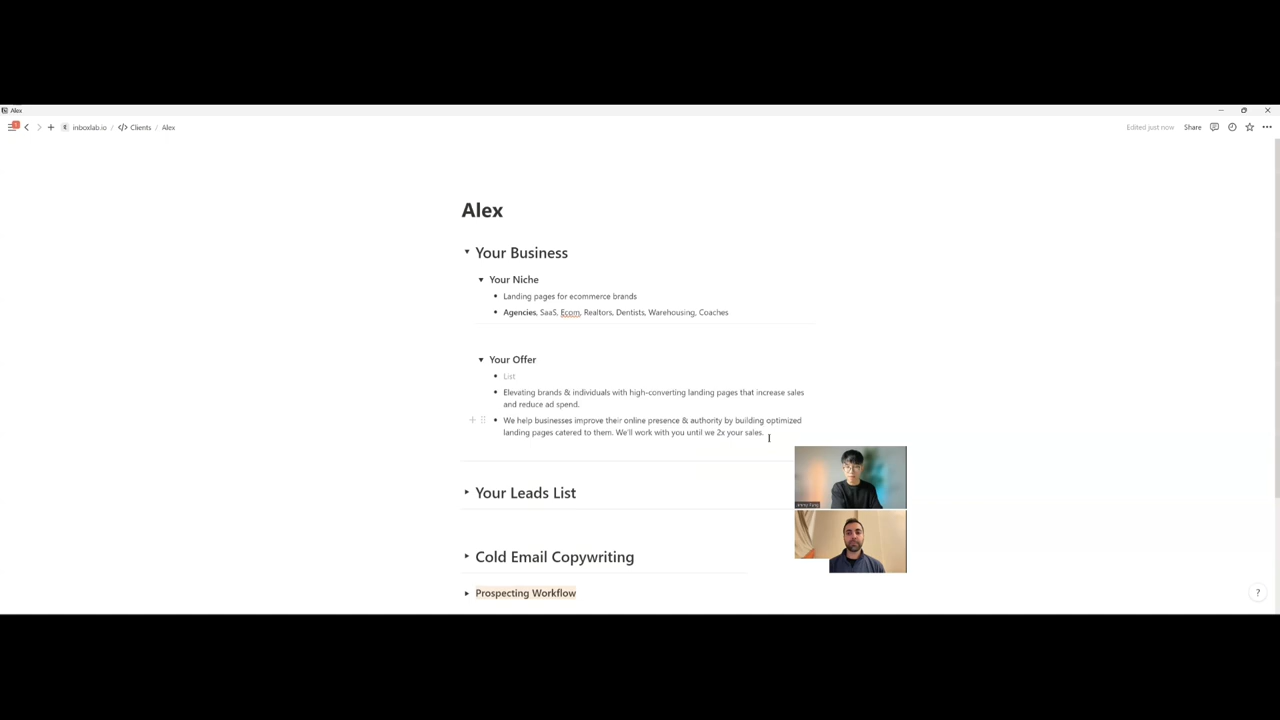 Alex
1
inboxlab.io / </> Clients / Alex
Edited just now
Share
Alex
Your Business
Your Niche
Landing pages for ecommerce brands
Agencies, SaaS, Ecom, Realtors, Dentists, Warehousing, Coaches
Your Offer
List
Elevating brands & individuals with high-converting landing pages that increase sales
and reduce ad spend.
We help businesses improve their online presence & authority by building optimized
landing pages catered to them. We'll work with you until we 2x your sales.
Your Leads List
Cold Email Copywriting
Prospecting Workflow
?